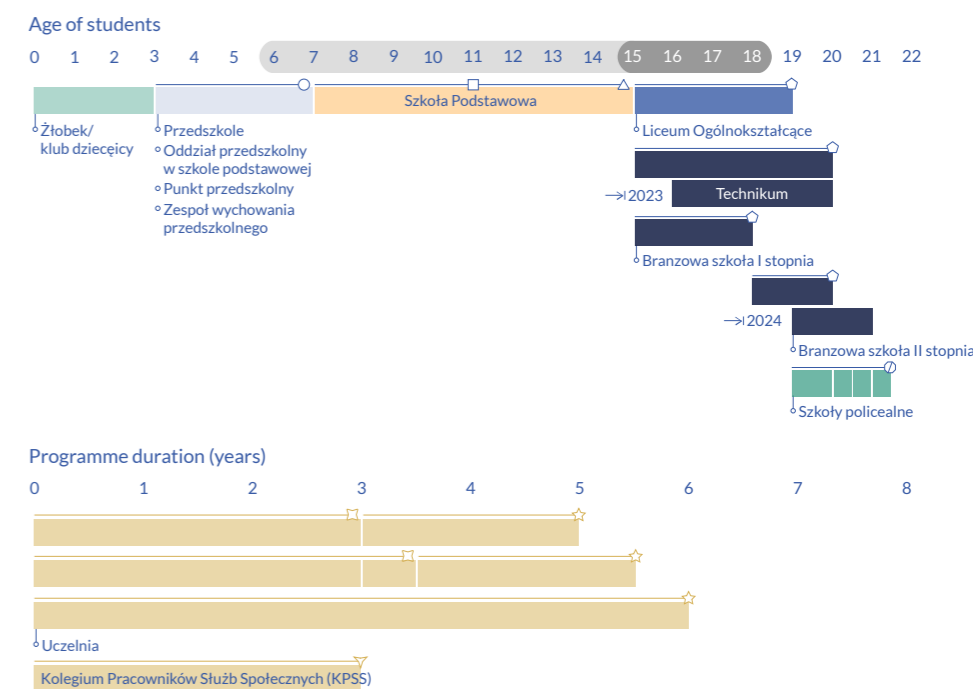 Age of students
0 1 2 3 4 5 6 7 8 9 10 11 12 13 14 15 16 17 18 19 20 21 22
Szkoła Podstawowa
Żłobek/
klub dziecęicy
Przedszkole
Oddział przedszkolny
w szkole podstawowej
Punkt przedszkolny
Zespoł wychowania
przedszkolnego
Liceum Ogólnokształcące
2023 Technikum
Branzowa szkoła I stopnia
2024
Branzowa szkoła II stopnia
Szkoły policealne
Programme duration (years)
0 1 2 3 4 5 6 7 8
Uczelnia
Kolegium Pracowników Służb Społecznych (KPSS)